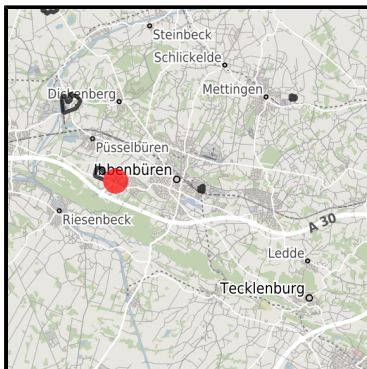 Steinbeck
Schlickelde
Mettingen
Dickenberg
Püsselbüren
Ibbenbüren
Riesenbeck
A 30
Ledde
Tecklenburg